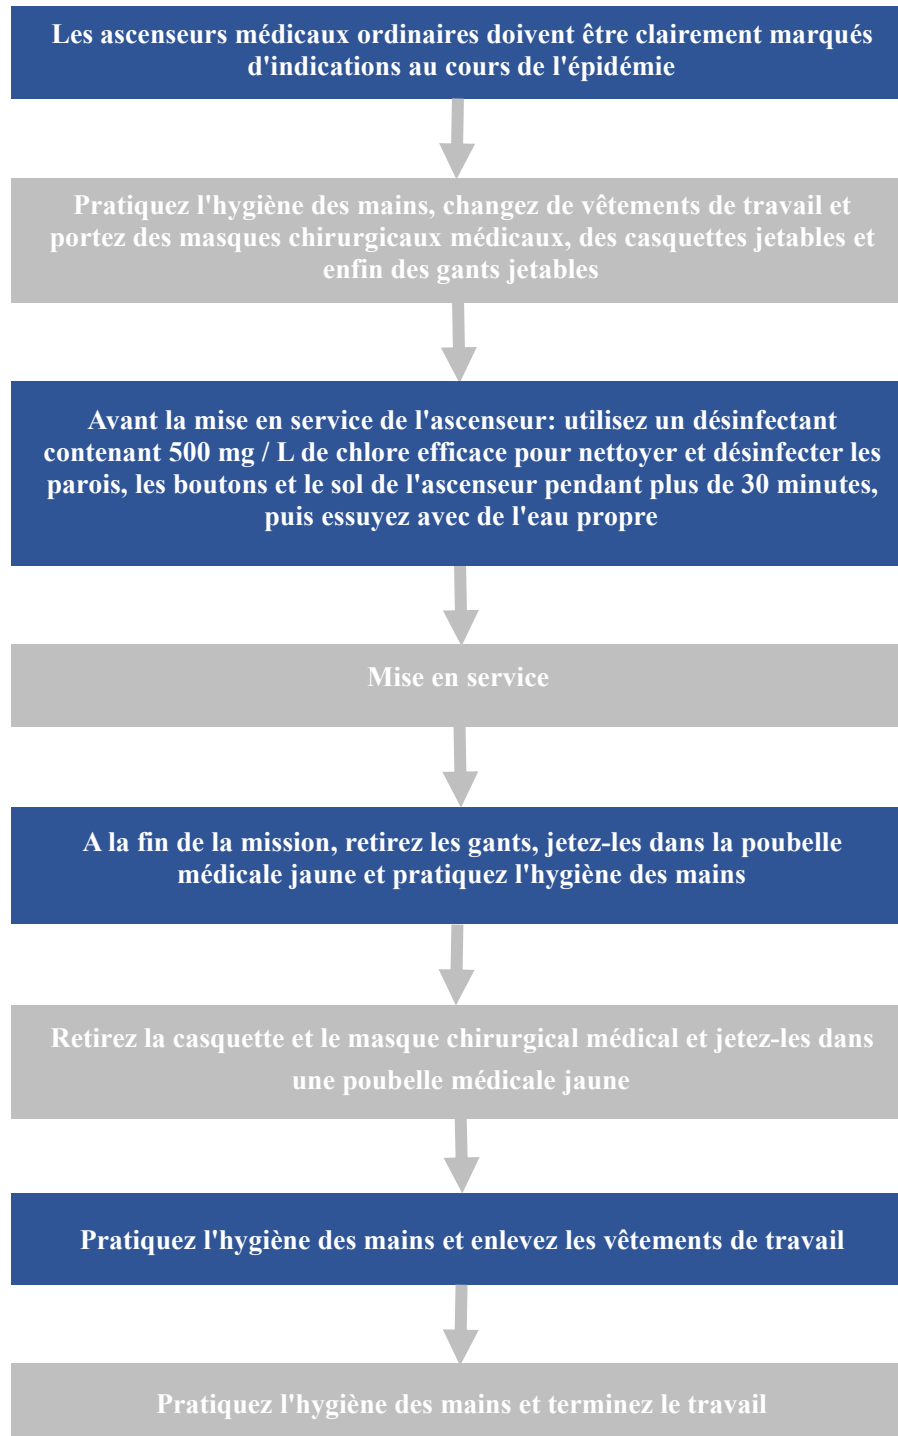 Les ascenseurs médicaux ordinaires doivent être clairement marqués
d'indications au cours de l'épidémie
Pratiquez l'hygiène des mains, changez de vêtements de travail et
portez des masques chirurgicaux médicaux, des casquettes jetables et
enfin des gants jetables
Avant la mise en service de l'ascenseur: utilisez un désinfectant
contenant 500 mg / L de chlore efficace pour nettoyer et désinfecter les
parois, les boutons et le sol de l'ascenseur pendant plus de 30 minutes,
puis essuyez avec de l'eau propre
Mise en service
A la fin de la mission, retirez les gants, jetez-les dans la poubelle
médicale jaune et pratiquez l'hygiène des mains
Retirez la casquette et le masque chirurgical médical et jetez-les dans
une poubelle médicale jaune
Pratiquez l'hygiène des mains et enlevez les vêtements de travail
Pratiquez l'hygiène des mains et terminez le travail